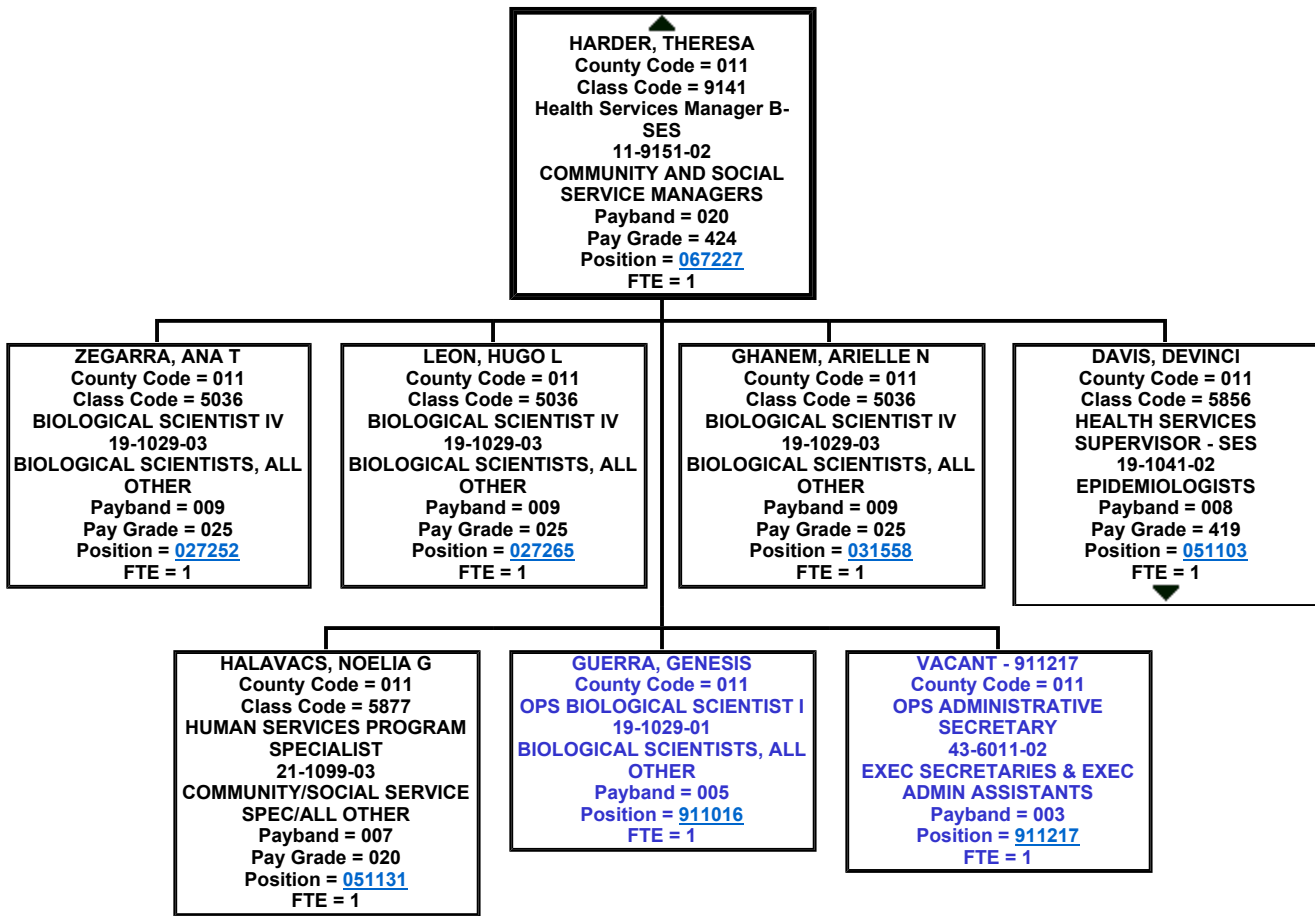 HARDER, THERESA
County Code = 011
Class Code = 9141
Health Services Manager B-
SES
11-9151-02
COMMUNITY AND SOCIAL
SERVICE MANAGERS
Payband = 020
Pay Grade = 424
Position = 067227
FTE = 1
ZEGARRA, ANA T
County Code = 011
Class Code = 5036
BIOLOGICAL SCIENTIST IV
19-1029-03
BIOLOGICAL SCIENTISTS, ALL
OTHER
Payband = 009
Pay Grade = 025
Position = 027252
FTE = 1
LEON, HUGO L
County Code = 011
Class Code = 5036
BIOLOGICAL SCIENTIST IV
19-1029-03
BIOLOGICAL SCIENTISTS, ALL
OTHER
Payband = 009
Pay Grade = 025
Position = 027265
FTE = 1
GHANEM, ARIELLE N
County Code = 011
Class Code = 5036
BIOLOGICAL SCIENTIST IV
19-1029-03
BIOLOGICAL SCIENTISTS, ALL
OTHER
Payband = 009
Pay Grade = 025
Position = 031558
FTE = 1
DAVIS, DEVINCI
County Code = 011
Class Code = 5856
HEALTH SERVICES
SUPERVISOR - SES
19-1041-02
EPIDEMIOLOGISTS
Payband = 008
Pay Grade = 419
Position = 051103
FTE = 1
HALAVACS, NOELIA G
County Code = 011
Class Code = 5877
HUMAN SERVICES PROGRAM
SPECIALIST
21-1099-03
COMMUNITY/SOCIAL SERVICE
SPEC/ALL OTHER
Payband = 007
Pay Grade = 020
Position = 051131
FTE = 1
GUERRA, GENESIS
County Code = 011
OPS BIOLOGICAL SCIENTIST I
19-1029-01
BIOLOGICAL SCIENTISTS, ALL
OTHER
Payband = 005
Position = 911016
FTE = 1
VACANT - 911217
County Code = 011
OPS ADMINISTRATIVE
SECRETARY
43-6011-02
EXEC SECRETARIES & EXEC
ADMIN ASSISTANTS
Payband = 003
Position = 911217
FTE = 1